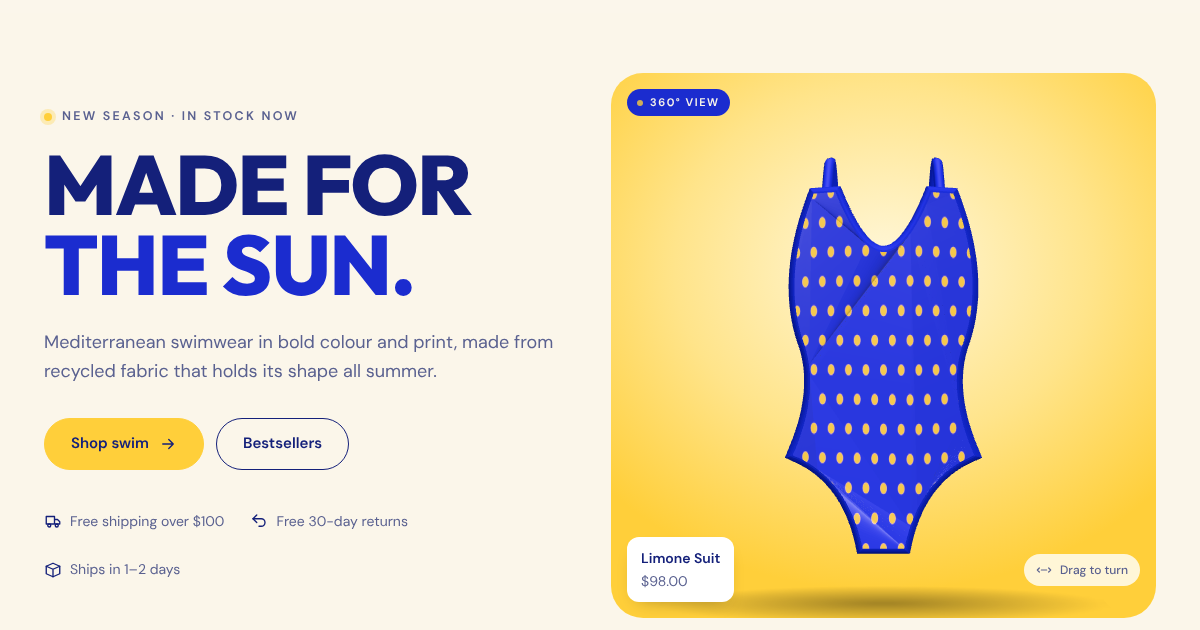 NEW SEASON · IN STOCK NOW
MADE FOR
THE SUN.
Mediterranean swimwear in bold colour and print, made from
recycled fabric that holds its shape all summer.
Shop swim
Bestsellers
Free shipping over $100
Free 30-day returns
Ships in 1–2 days
360° VIEW
Limone Suit
$98.00
Drag to turn